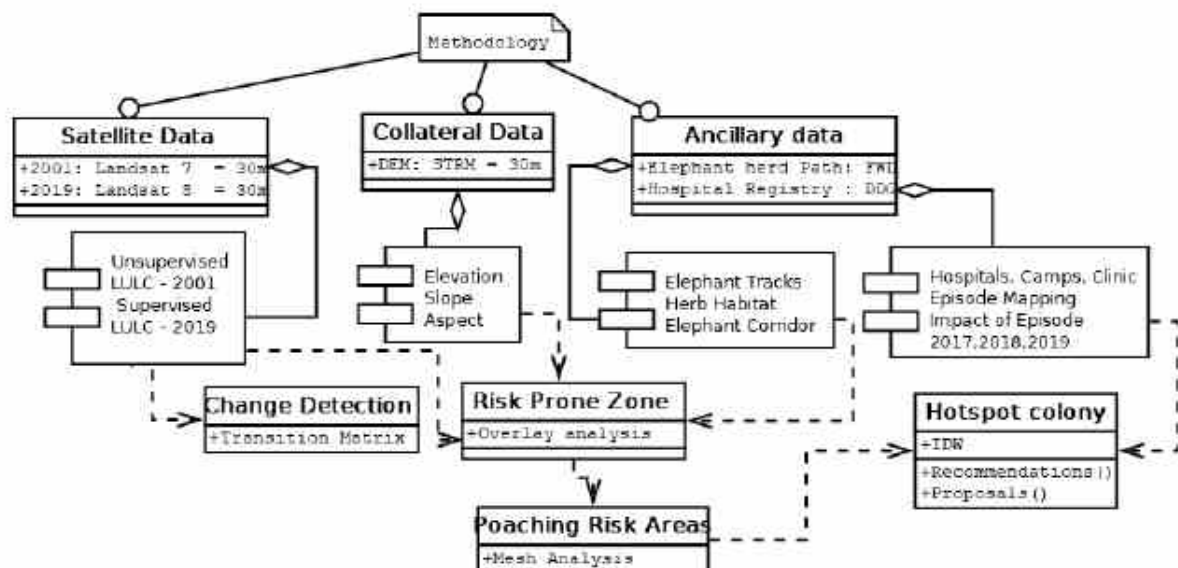 Methodology
Satellite Data
+2001: Landsat 7 = 30m
+2019: Landsat 8 = 30m
Collateral Data
+DEM: STRM = 30m
Ancillary data
+Elephant herd Path: FWL
+Hospital Registry : DOG
Unsupervised
LULC - 2001
Supervised
LULC - 2019
Elevation
Slope
Aspect
Elephant Tracks
Herb Habitat
Elephant Corridor
Hospitals, Camps, Clinic
Episode Mapping
Impact of Episode
2017,2018,2019
Change Detection
+Transition Matrix
Risk Prone Zone
+Overlay analysis
Hotspot colony
+IDW
+Recommendations()
+Proposals()
Poaching Risk Areas
+Mesh Analysis